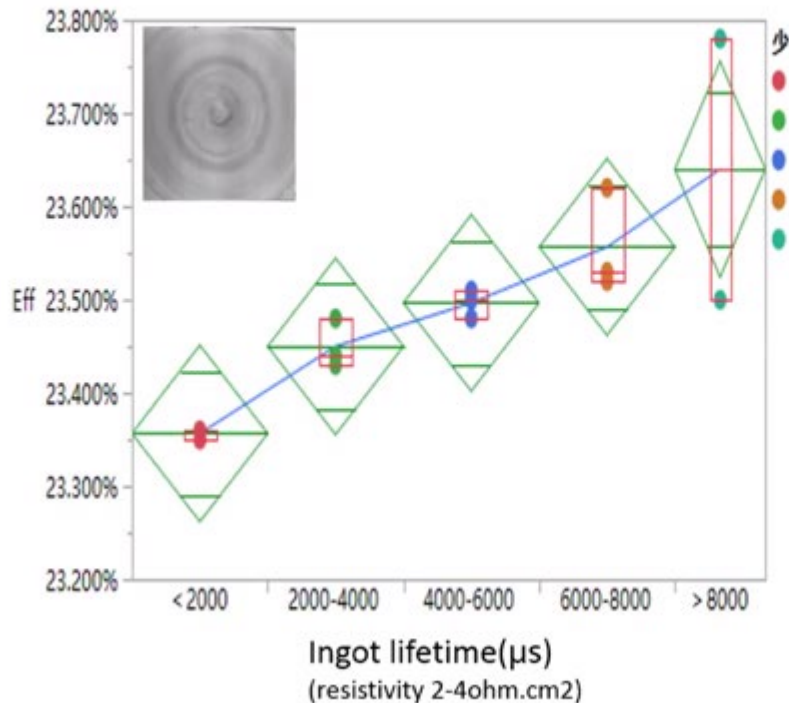 23.800%
23.700%
23.600%
Eff 23.500%
23.400%
23.300%
23.200%
<2000 2000-4000 4000-6000 6000-8000 >8000
Ingot lifetime(μs)
(resistivity 2-4ohm.cm2)
少